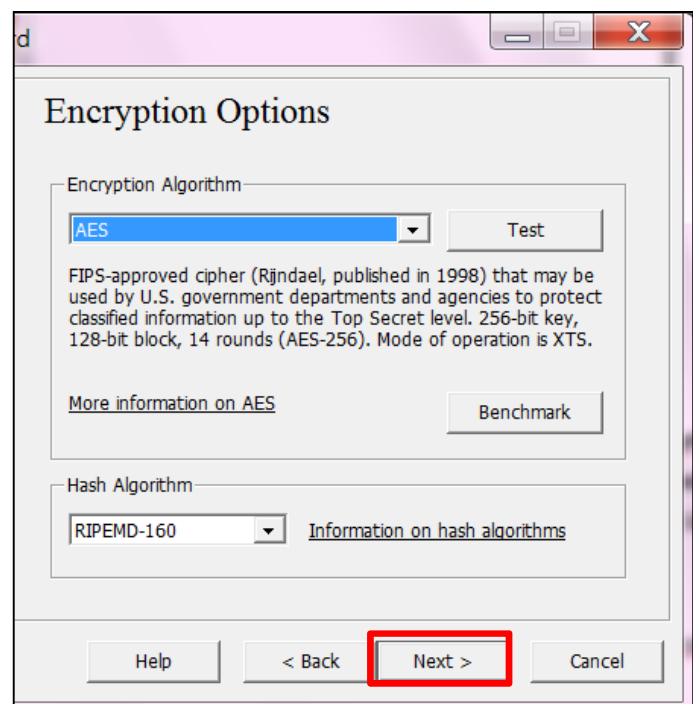 rd
Encryption Options
Encryption Algorithm
AES
Test
FIPS-approved cipher (Rijndael, published in 1998) that may be
used by U.S. government departments and agencies to protect
classified information up to the Top Secret level. 256-bit key,
128-bit block, 14 rounds (AES-256). Mode of operation is XTS.
More information on AES
Benchmark
Hash Algorithm
RIPEMD-160
Information on hash algorithms
Help
< Back
Next >
Cancel